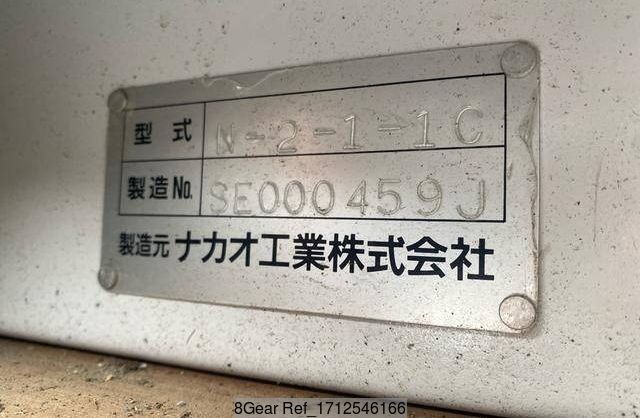 型式 N-2-1-1C
製造No. SE000459J
製造元 ナカオ工業株式会社
8Gear Ref_1712546166